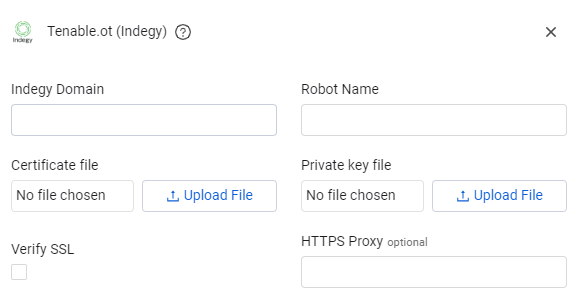 indegy
Tenable.ot (Indegy)
Indegy Domain
Robot Name
Certificate file
Private key file
No file chosen
Upload File
No file chosen
Upload File
Verify SSL
HTTPS Proxy optional